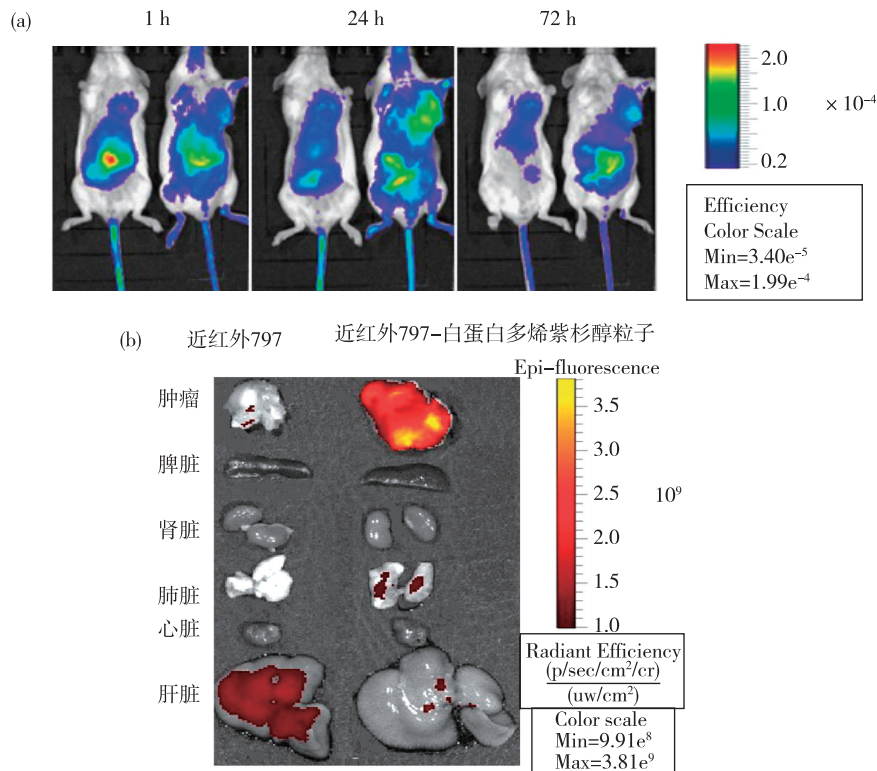 (a)
1 h
24 h
72 h
2.0
1.0
0.2
× 10⁻⁴
Efficiency
Color Scale
Min=3.40e⁻⁵
Max=1.99e⁻⁴
(b)
近红外797
近红外797-白蛋白多烯紫杉醇粒子
Epi-fluorescence
肿瘤
脾脏
肾脏
肺脏
心脏
肝脏
3.5
3.0
2.5
2.0
1.5
1.0
10⁹
Radiant Efficiency
(p/sec/cm²/cr)
(uw/cm²)
Color scale
Min=9.91e⁸
Max=3.81e⁹